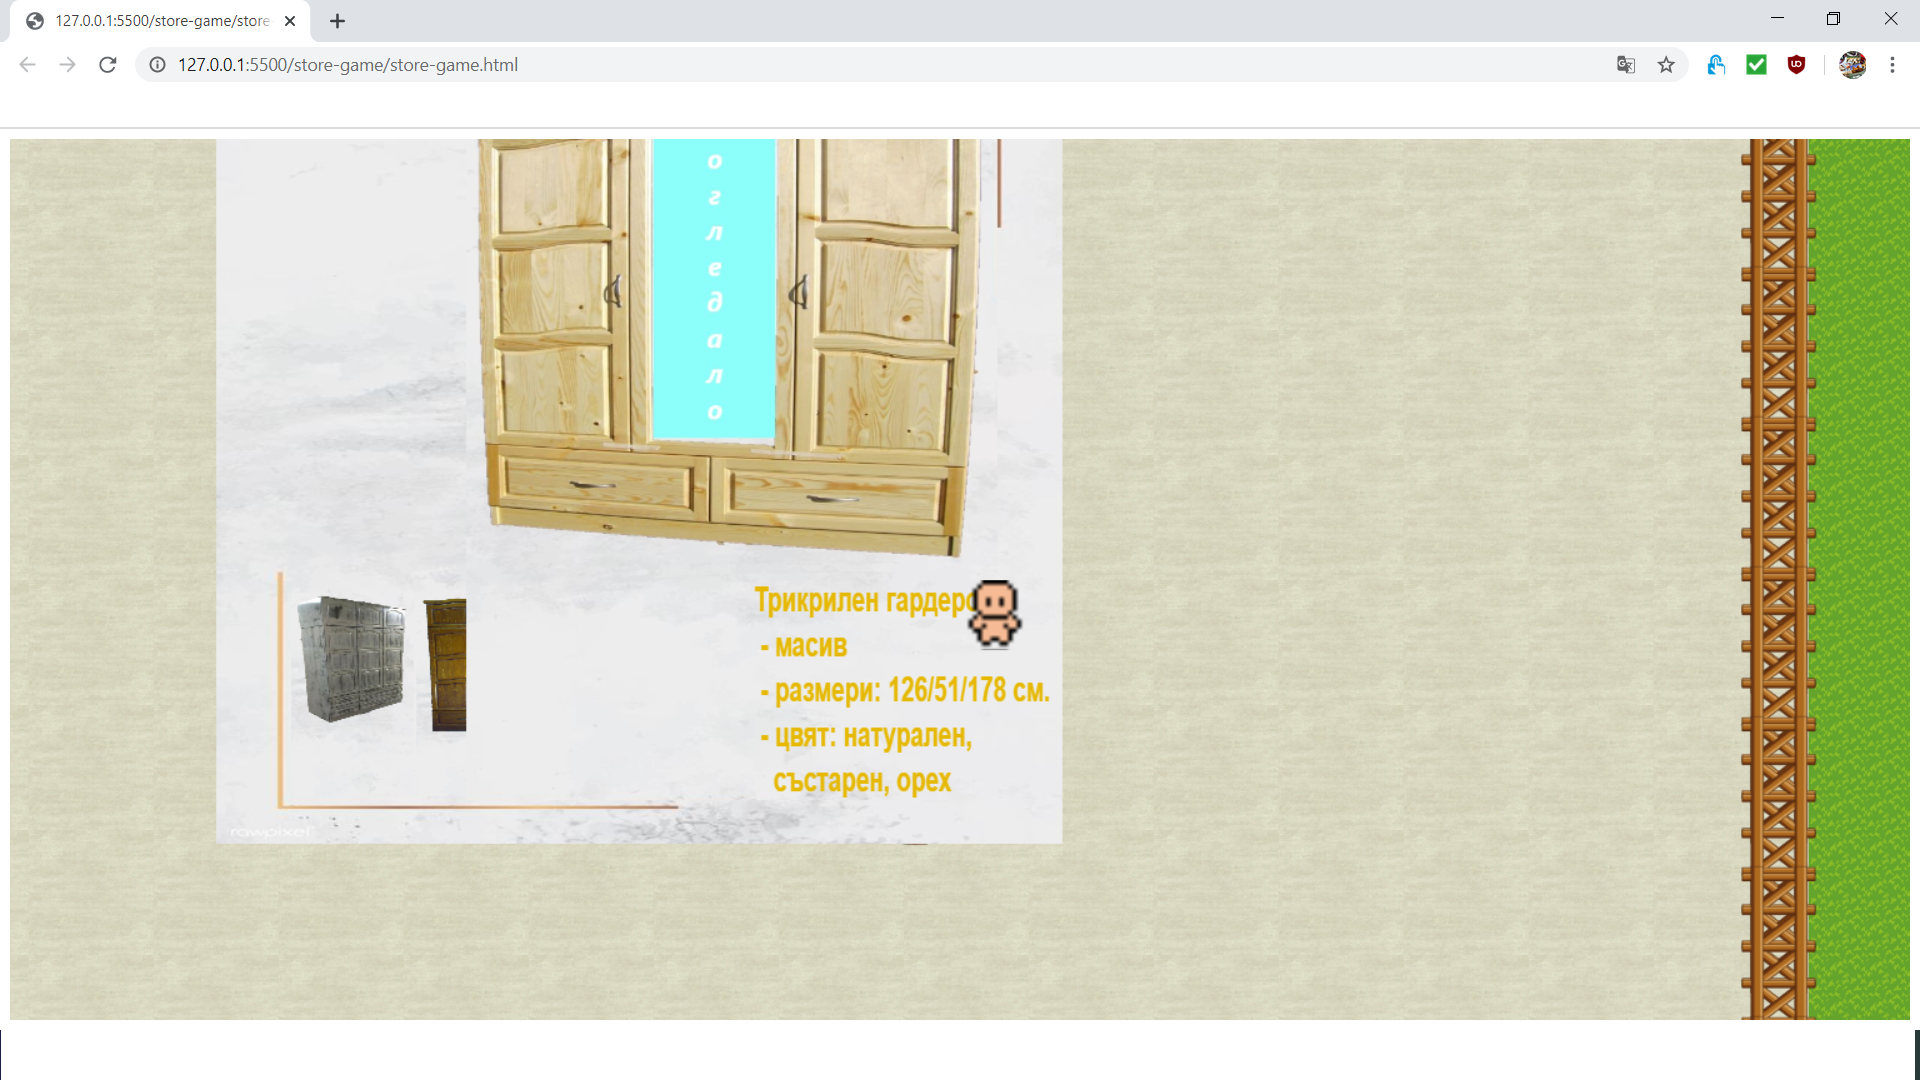 127.0.0.1:5500/store-game/store-
127.0.0.1:5500/store-game/store-game.html
о
г
л
е
д
а
л
о
Трикрилен
- масив
- размери: 126/51/178 см.
- цвят: натурален,
състарен, орех
rawpixel